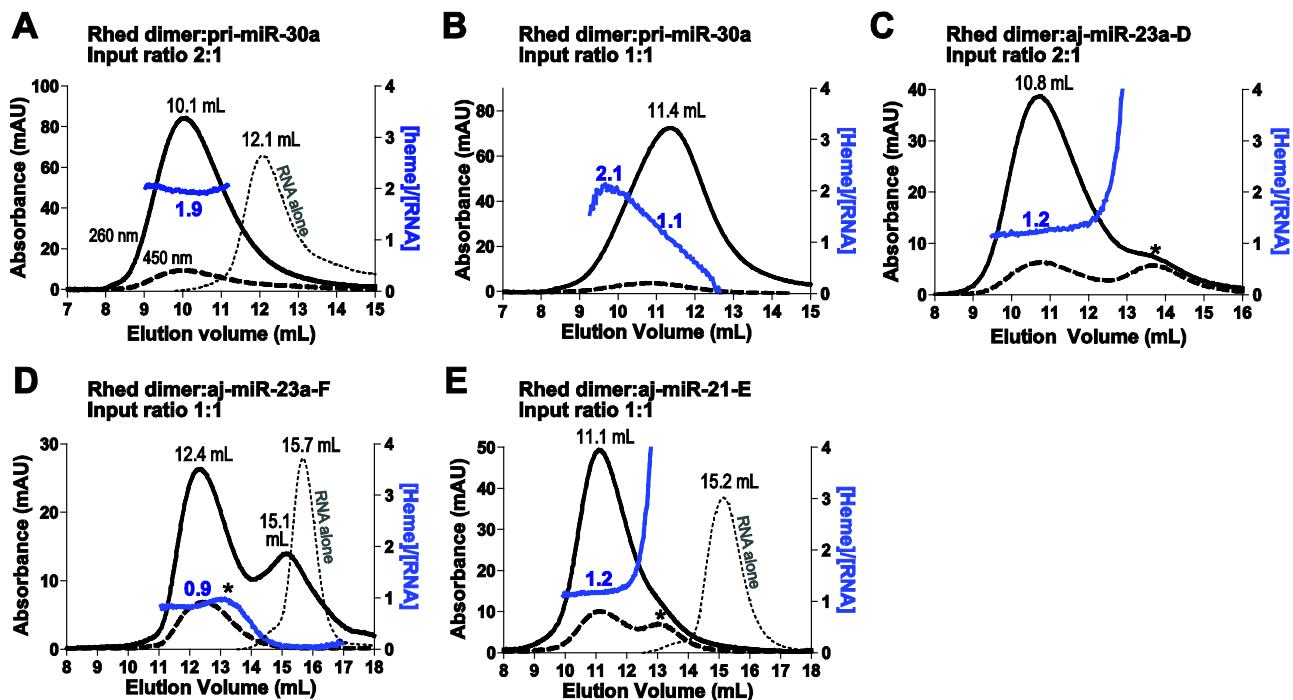 A
Rhed dimer:pri-miR-30a
Input ratio 2:1
100
80
60
40
20
0
Absorbance (mAU)
10.1 mL
12.1 mL
RNA alone
1.9
260 nm
450 nm
4
3
2
1
0
[heme]/[RNA]
7 8 9 10 11 12 13 14 15
Elution volume (mL)
B
Rhed dimer:pri-miR-30a
Input ratio 1:1
80
60
40
20
0
Absorbance (mAU)
11.4 mL
2.1
1.1
4
3
2
1
0
[Heme]/[RNA]
7 8 9 10 11 12 13 14 15
Elution Volume (mL)
C
Rhed dimer:aj-miR-23a-D
Input ratio 2:1
40
30
20
10
0
Absorbance (mAU)
10.8 mL
1.2
*
4
3
2
1
0
[Heme]/[RNA]
8 9 10 11 12 13 14 15 16
Elution Volume (mL)
D
Rhed dimer:aj-miR-23a-F
Input ratio 1:1
30
20
10
0
Absorbance (mAU)
12.4 mL
15.7 mL
15.1
mL
RNA alone
0.9
*
4
3
2
1
0
[Heme]/[RNA]
8 9 10 11 12 13 14 15 16 17 18
Elution Volume (mL)
E
Rhed dimer:aj-miR-21-E
Input ratio 1:1
50
40
30
20
10
0
Absorbance (mAU)
11.1 mL
15.2 mL
RNA alone
1.2
*
4
3
2
1
0
[Heme]/[RNA]
8 9 10 11 12 13 14 15 16 17 18
Elution Volume (mL)